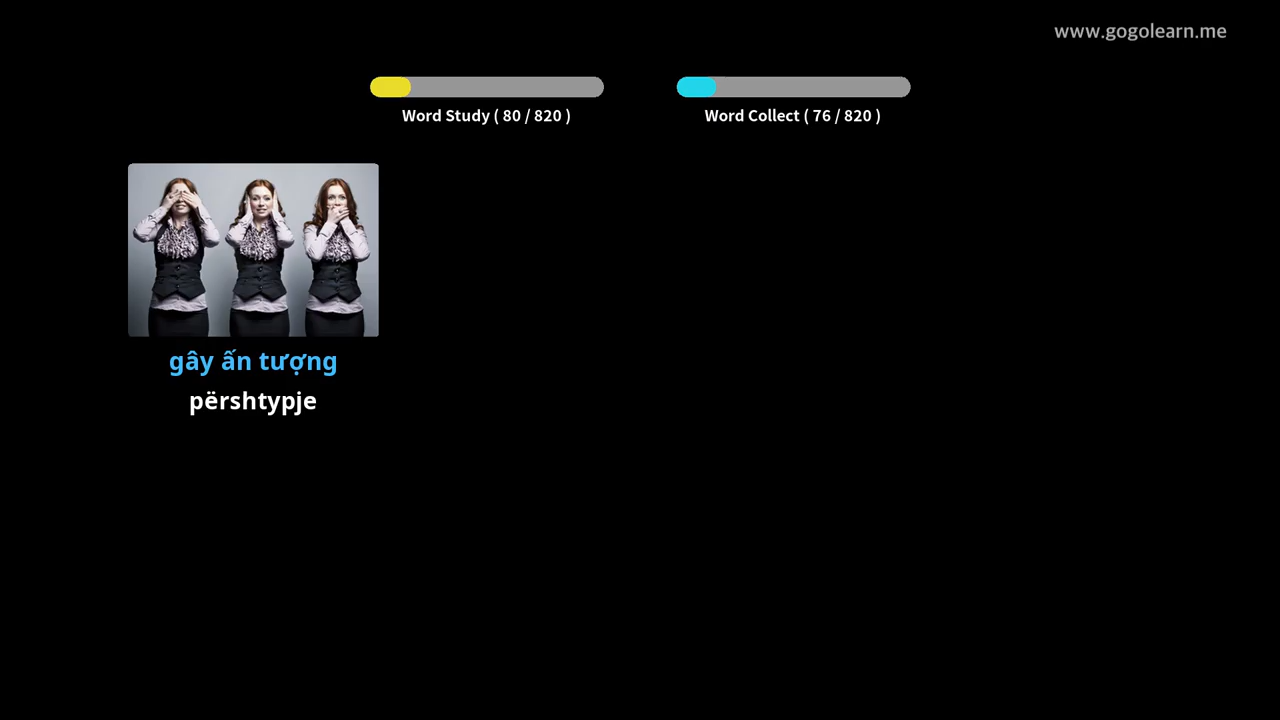 www.gogolearn.me
Word Study ( 80 / 820 )
Word Collect ( 76 / 820 )
gây ấn tượng
përshtypje